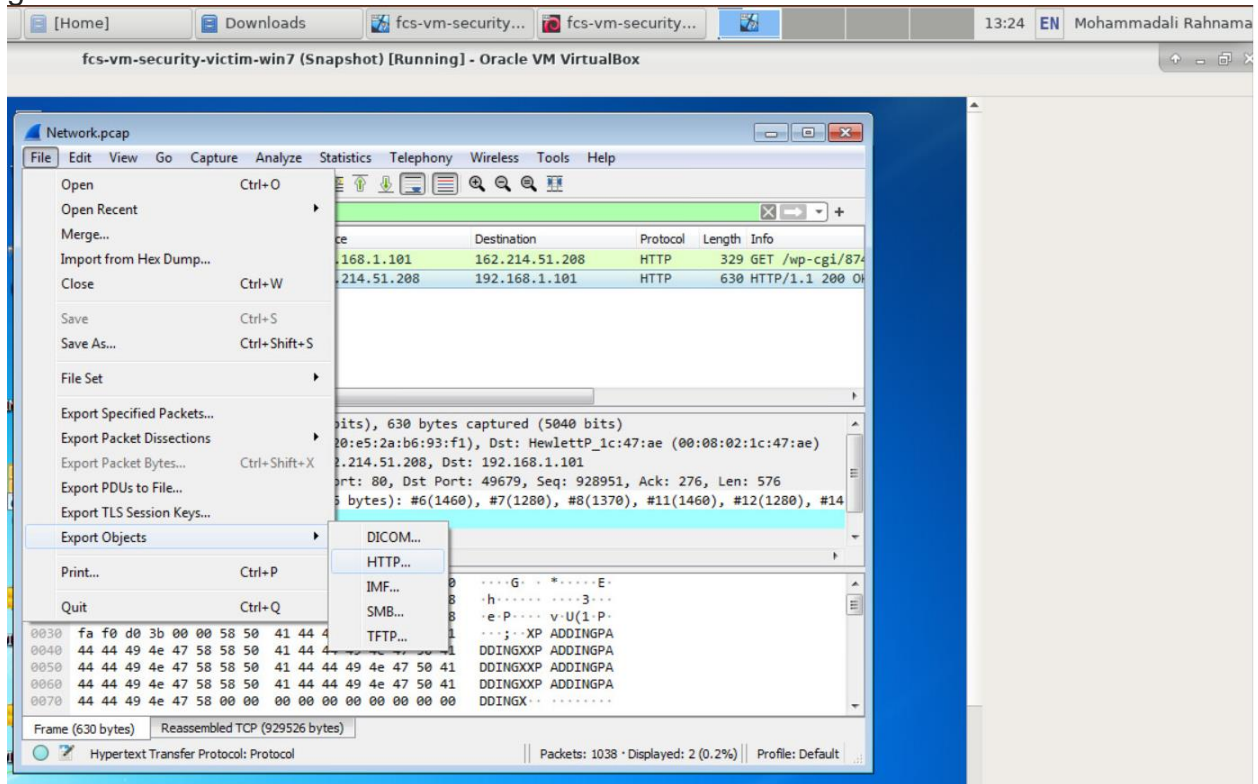 [Home] Downloads fcs-vm-security... fcs-vm-security... 13:24 EN Mohammadali Rahnama
fcs-vm-security-victim-win7 (Snapshot) [Running] - Oracle VM VirtualBox
Network.pcap
File Edit View Go Capture Analyze Statistics Telephony Wireless Tools Help
Open Ctrl+O
Open Recent
Merge...
Import from Hex Dump...
Close Ctrl+W
Save Ctrl+S
Save As... Ctrl+Shift+S
File Set
Export Specified Packets...
Export Packet Dissections
Export Packet Bytes... Ctrl+Shift+X
Export PDUs to File...
Export TLS Session Keys...
Export Objects
Print... Ctrl+P
Quit Ctrl+Q
DICOM...
HTTP...
IMF...
SMB...
TFTP...
Destination Protocol Length Info
.168.1.101 162.214.51.208 HTTP 329 GET /wp-cgi/874
.214.51.208 192.168.1.101 HTTP 630 HTTP/1.1 200
bits), 630 bytes captured (5040 bits)
20:e5:2a:b6:93:f1), Dst: HewlettP_1c:47:ae (00:08:02:1c:47:ae)
2.214.51.208, Dst: 192.168.1.101
ort: 80, Dst Port: 49679, Seq: 928951, Ack: 276, Len: 576
bytes): #6(1460), #7(1280), #8(1370), #11(1460), #12(1280), #14
····G· · *·····E·
·h······ ····3···
·e·P···· v·U(1·P·
0030 fa f0 d0 3b 00 00 58 50 41 44 ···;··XP ADDINGPA
0040 44 44 49 4e 47 58 58 50 41 44 DDINGXXP ADDINGPA
0050 44 44 49 4e 47 58 58 50 41 44 44 49 4e 47 50 41 DDINGXXP ADDINGPA
0060 44 44 49 4e 47 58 58 50 41 44 44 49 4e 47 50 41 DDINGXXP ADDINGPA
0070 44 44 49 4e 47 58 00 00 00 00 00 00 00 00 00 00 DDINGX·· ········
Frame (630 bytes) Reassembled TCP (929526 bytes)
Hypertext Transfer Protocol: Protocol Packets: 1038 · Displayed: 2 (0.2%) Profile: Default